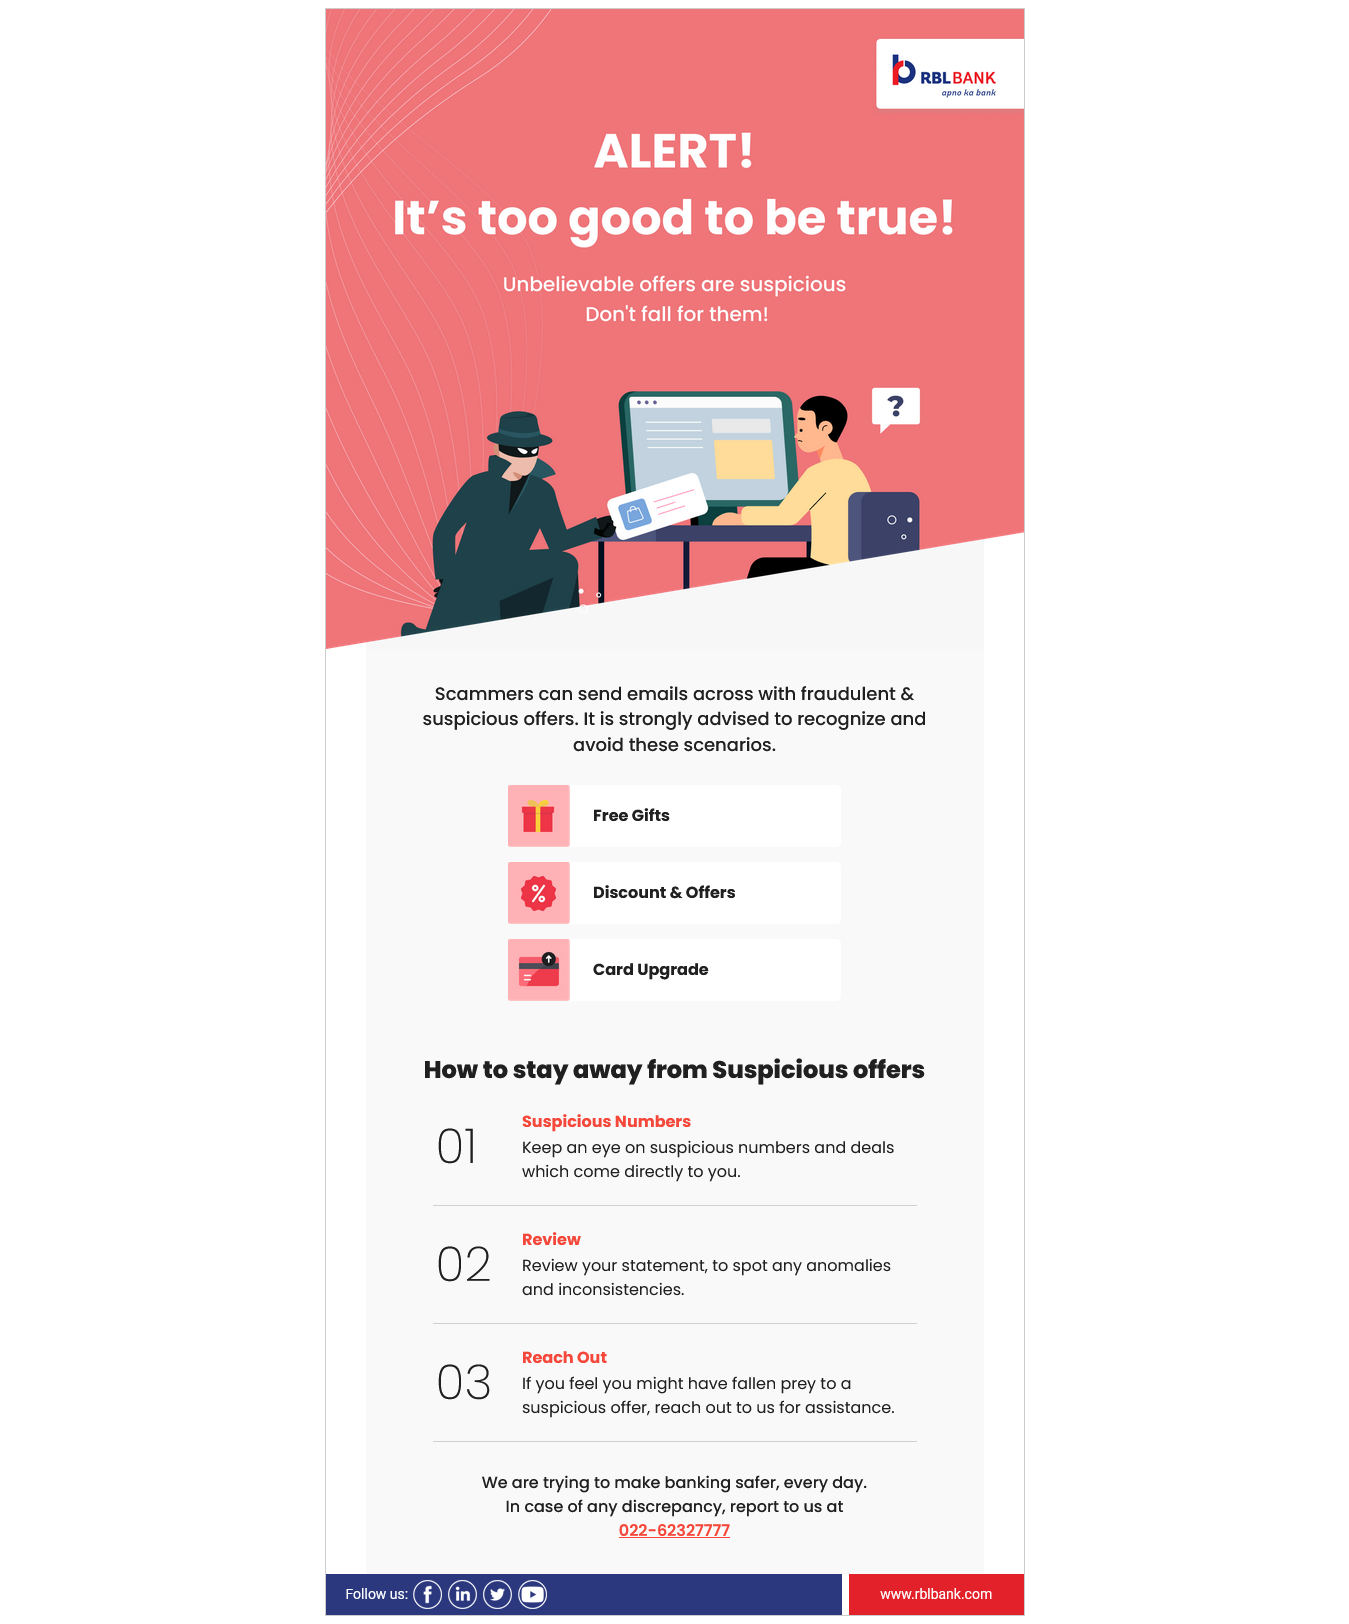 RBL BANK
apno ka bank
ALERT!
It’s too good to be true!
Unbelievable offers are suspicious
Don't fall for them!
?
Scammers can send emails across with fraudulent &
suspicious offers. It is strongly advised to recognize and
avoid these scenarios.
Free Gifts
%
Discount & Offers
Card Upgrade
How to stay away from Suspicious offers
01
Suspicious Numbers
Keep an eye on suspicious numbers and deals
which come directly to you.
02
Review
Review your statement, to spot any anomalies
and inconsistencies.
03
Reach Out
If you feel you might have fallen prey to a
suspicious offer, reach out to us for assistance.
We are trying to make banking safer, every day.
In case of any discrepancy, report to us at
022-62327777
Follow us: f in
www.rblbank.com